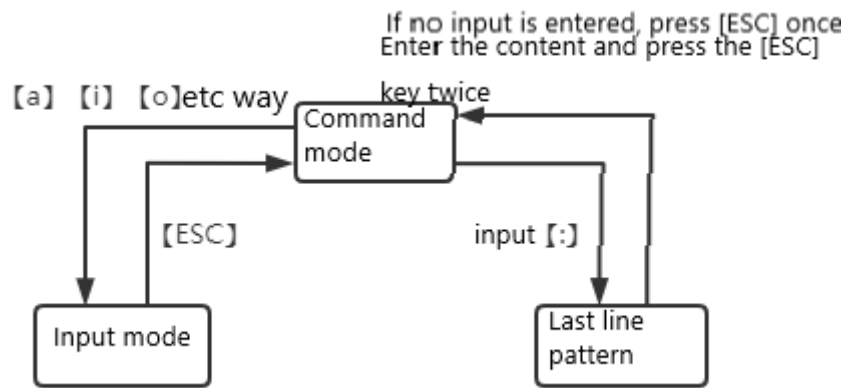 If no input is entered, press [ESC] once
Enter the content and press the [ESC]
key twice
【a】 【i】 【o】etc way
Command
mode
【ESC】
input【:】
Input mode
Last line
pattern